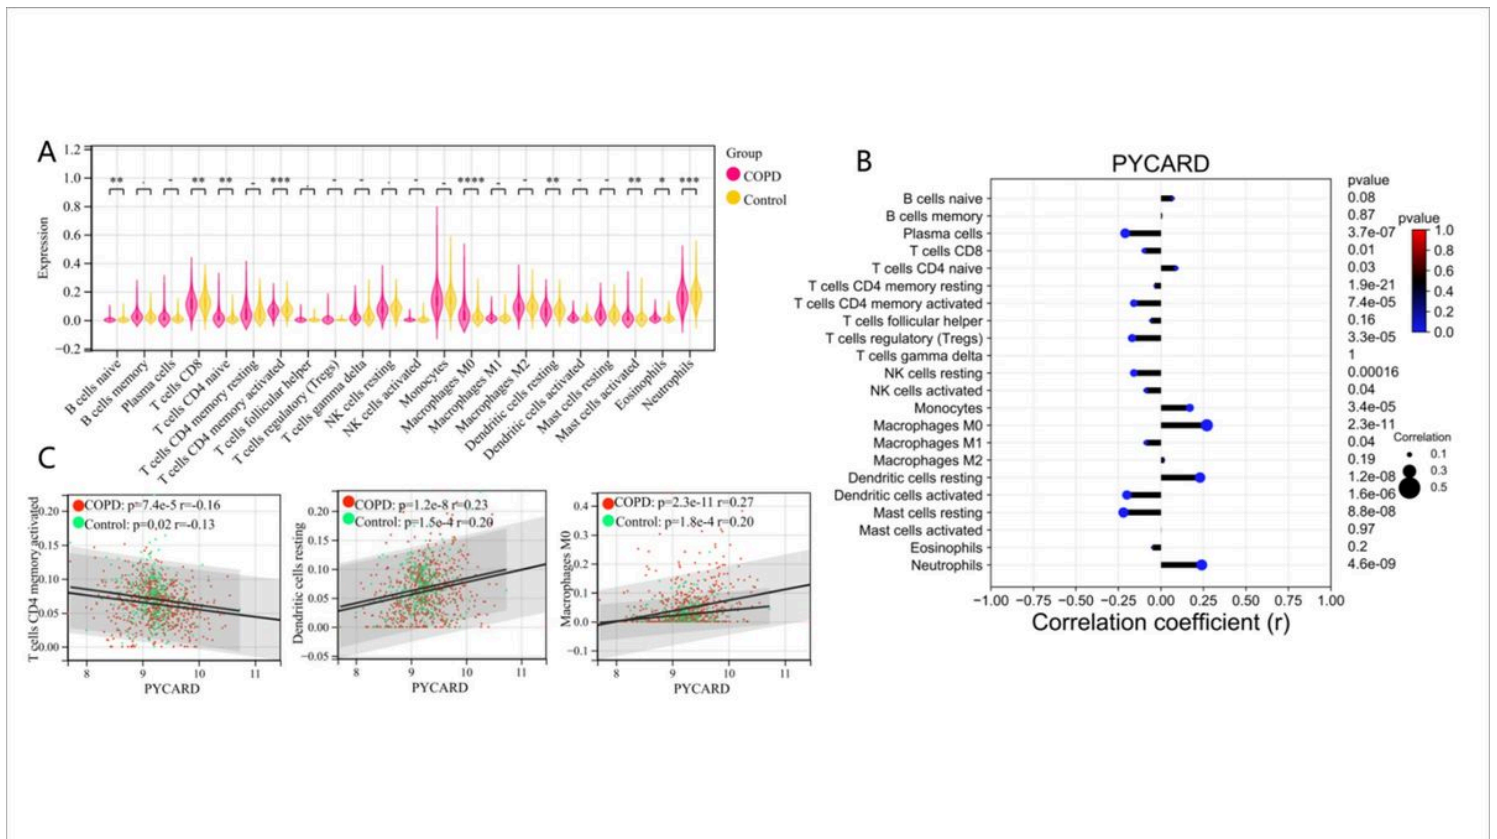 A
1.2
1.0
0.8
0.6
0.4
0.2
0.0
−0.2
Expression
** - - ** ** - *** - - - - - - **** - - ** - - ** * ***
Group
COPD
Control
B cells naive
B cells memory
Plasma cells
T cells CD8
T cells CD4 naive
T cells CD4 memory resting
T cells CD4 memory activated
T cells follicular helper
T cells regulatory (Tregs)
T cells gamma delta
NK cells resting
NK cells activated
Monocytes
Macrophages M0
Macrophages M1
Macrophages M2
Dendritic cells resting
Dendritic cells activated
Mast cells resting
Mast cells activated
Eosinophils
Neutrophils
B
PYCARD
pvalue
B cells naive 0.08
B cells memory 0.87
Plasma cells 3.7e-07
T cells CD8 0.01
T cells CD4 naive 0.03
T cells CD4 memory resting 1.9e-21
T cells CD4 memory activated 7.4e-05
T cells follicular helper 0.16
T cells regulatory (Tregs) 3.3e-05
T cells gamma delta 1
NK cells resting 0.00016
NK cells activated 0.04
Monocytes 3.4e-05
Macrophages M0 2.3e-11
Macrophages M1 0.04
Macrophages M2 0.19
Dendritic cells resting 1.2e-08
Dendritic cells activated 1.6e-06
Mast cells resting 8.8e-08
Mast cells activated 0.97
Eosinophils 0.2
Neutrophils 4.6e-09
−1.00 −0.75 −0.50 −0.25 0.00 0.25 0.50 0.75 1.00
Correlation coefficient (r)
pvalue
1.0
0.8
0.6
0.4
0.2
0.0
Correlation
0.1
0.3
0.5
C
T cells CD4 memory activated
0.20
0.15
0.10
0.05
0.00
COPD: p=7.4e-5 r=-0.16
Control: p=0.02 r=-0.13
8 9 10 11
PYCARD
Dendritic cells resting
0.20
0.15
0.10
0.05
0.00
−0.05
COPD: p=1.2e-8 r=0.23
Control: p=1.5e-4 r=0.20
8 9 10 11
PYCARD
Macrophages M0
0.4
0.3
0.2
0.1
0.0
−0.1
COPD: p=2.3e-11 r=0.27
Control: p=1.8e-4 r=0.20
8 9 10 11
PYCARD